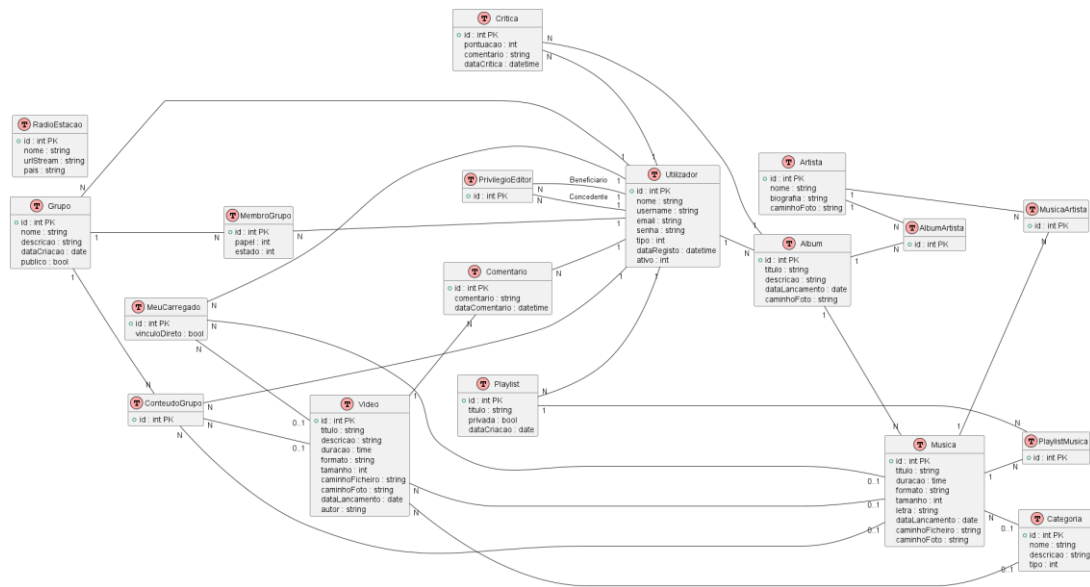 Critica
id : int PK
pontuacao : int
comentario : string
dataCritica : datetime
RadioEstacao
id : int PK
nome : string
urlStream : string
pais : string
Grupo
id : int PK
nome : string
descricao : string
dataCriacao : date
publico : bool
MembroGrupo
id : int PK
papel : int
estado : int
PrivilegioEditor
id : int PK
Beneficiario
Concedente
Utilizador
id : int PK
nome : string
username : string
email : string
senha : string
tipo : int
dataRegisto : datetime
ativo : int
Artista
id : int PK
nome : string
biografia : string
caminhoFoto : string
MusicaArtista
id : int PK
AlbumArtista
id : int PK
Album
id : int PK
titulo : string
descricao : string
dataLancamento : date
caminhoFoto : string
Comentario
id : int PK
comentario : string
dataComentario : datetime
MeuCarregado
id : int PK
vinculoDireto : bool
ConteudoGrupo
id : int PK
Video
id : int PK
titulo : string
descricao : string
duracao : time
formato : string
tamanho : int
caminhoFicheiro : string
caminhoFoto : string
dataLancamento : date
autor : string
Playlist
id : int PK
titulo : string
privada : bool
dataCriacao : date
Musica
id : int PK
titulo : string
duracao : time
formato : string
tamanho : int
letra : string
dataLancamento : date
caminhoFicheiro : string
caminhoFoto : string
PlaylistMusica
id : int PK
Categoria
id : int PK
nome : string
descricao : string
tipo : int